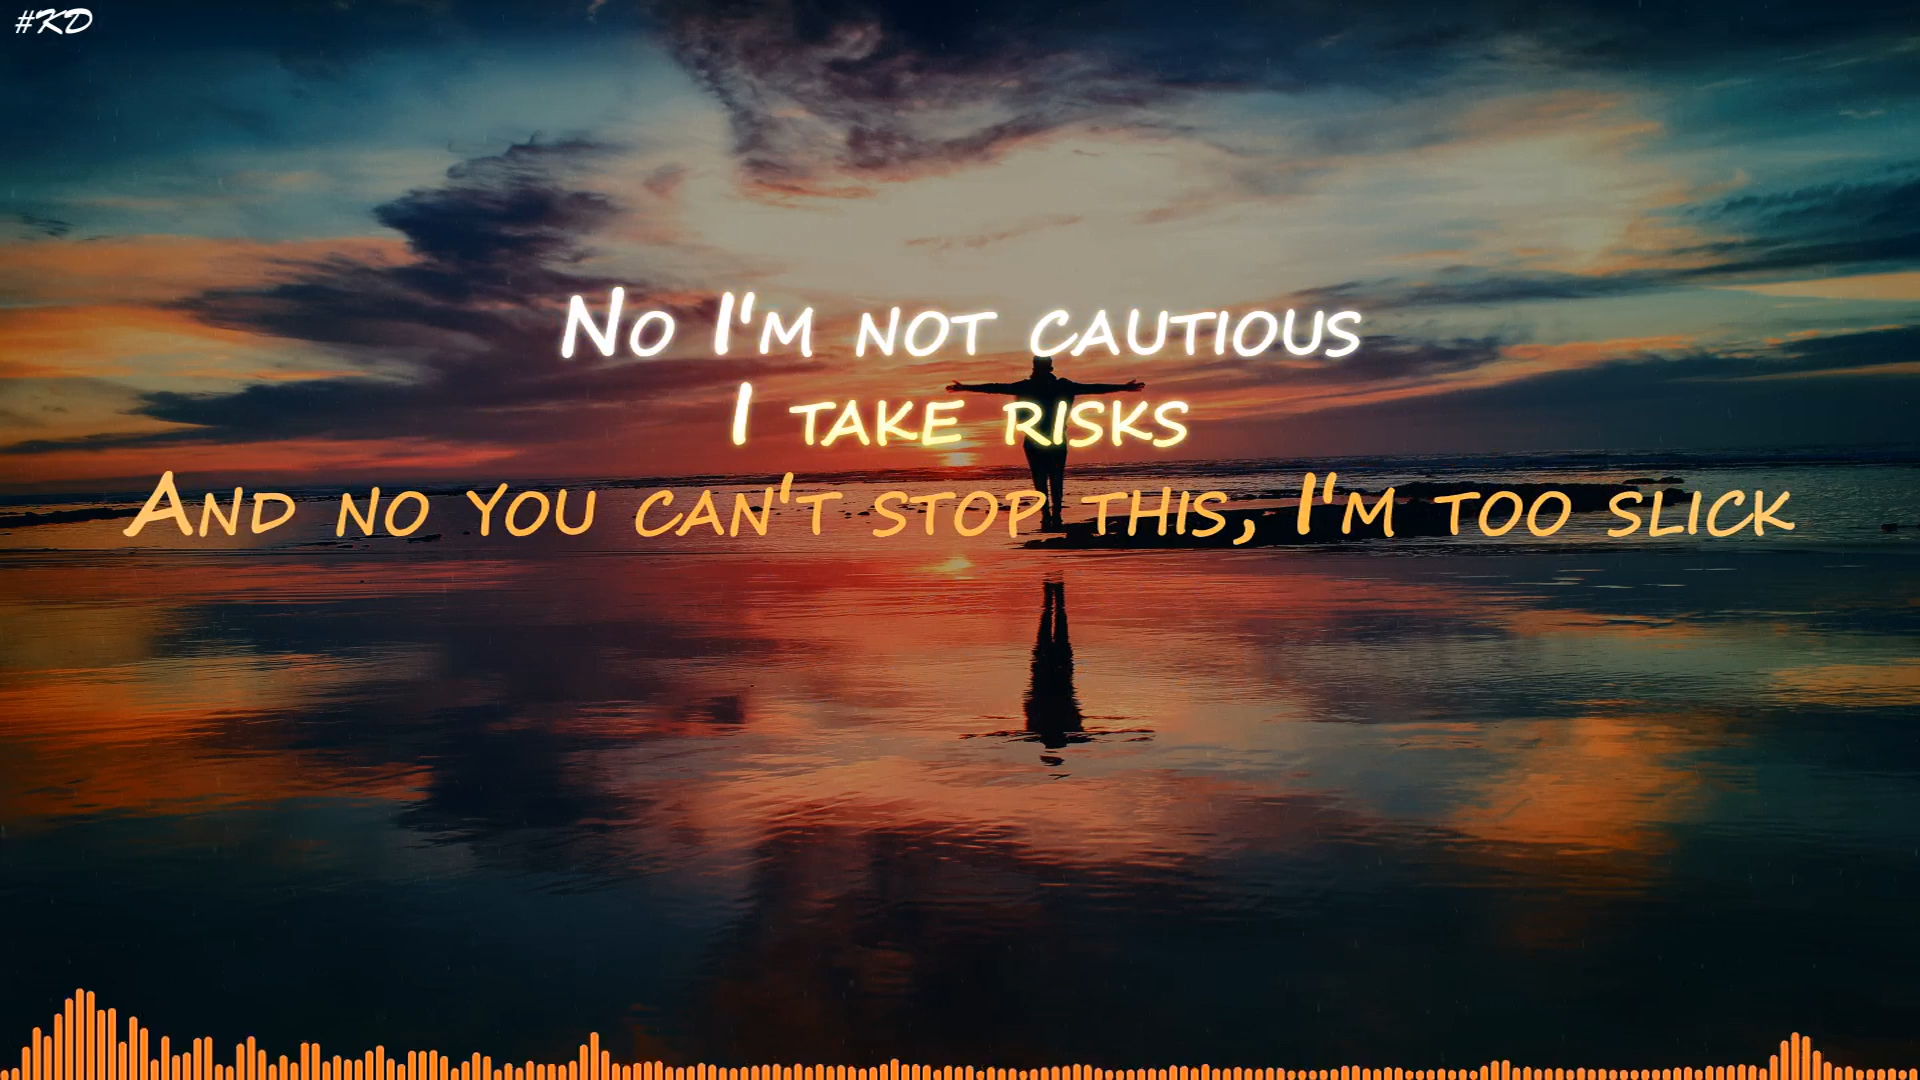 #KD
No I'm not cautious
I take risks
And no you can't stop this, I'm too slick